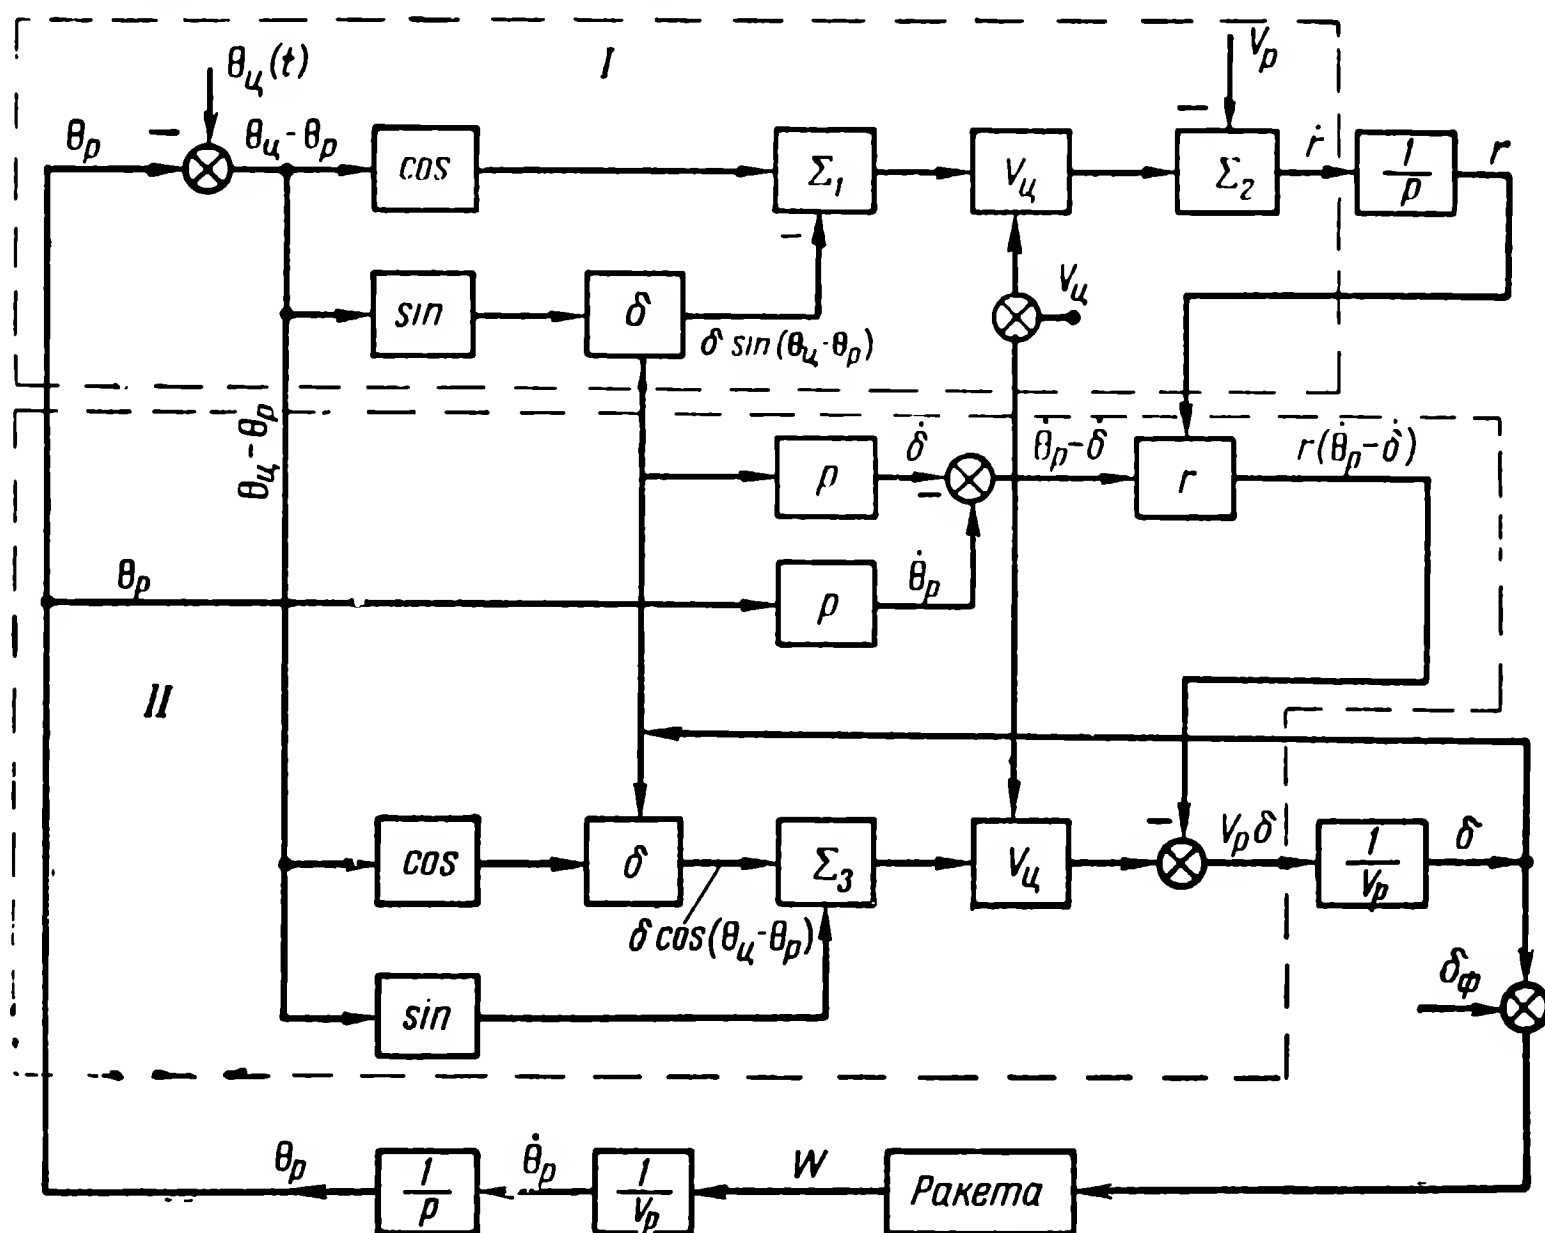 θц(t)
I
Vр
θр
−
θц-θр
cos
Σ₁
Vц
−
Σ₂
ṙ
1/p
r
−
sin
δ
δ sin(θц-θр)
Vц
θц-θр
p
δ̇
−
θ̇р-δ̇
r
r(θ̇р-δ̇)
θр
p
θ̇р
II
cos
δ
δ cos(θц-θр)
Σ₃
Vц
−
Vрδ
1/Vр
δ
sin
δф
θр
1/p
θ̇р
1/Vр
W
Ракета